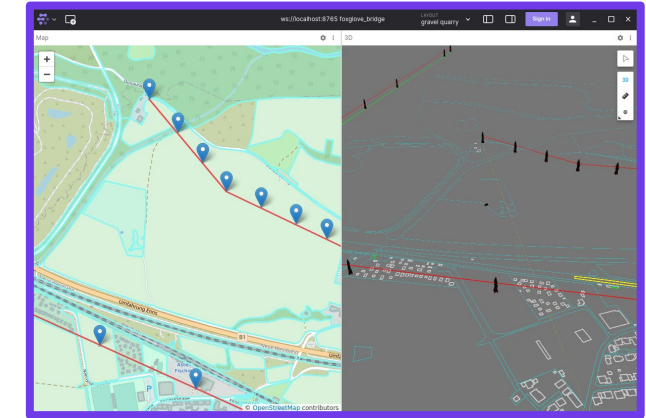 ws://localhost:8765 foxglove_bridge
LAYOUT
gravel quarry
Sign in
Map
3D
+
−
3D
Umfahrung Enns
B1
P
© OpenStreetMap contributors